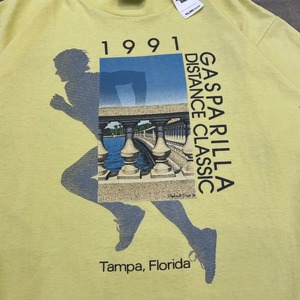 1991
GASPARILLA
DISTANCE CLASSIC
Tampa, Florida